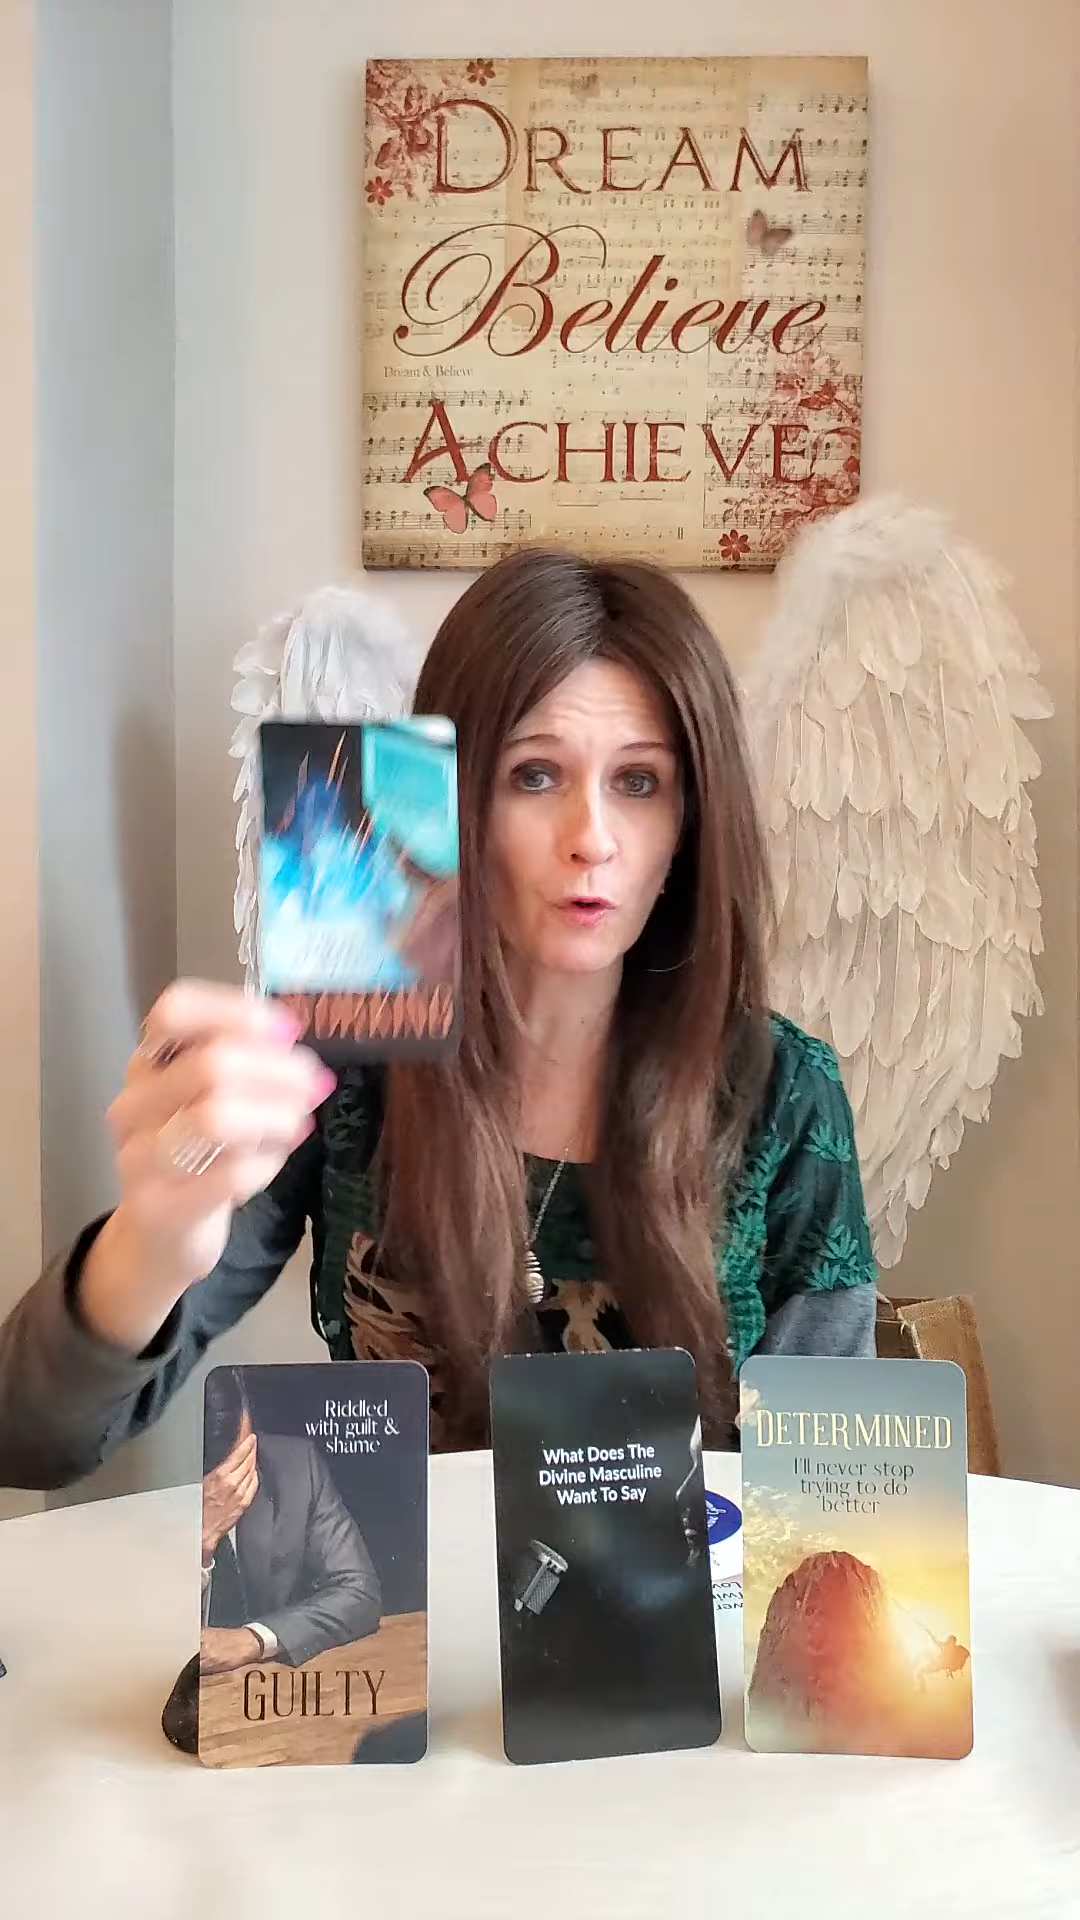 DREAM
Believe
Dream & Believe
ACHIEVE
Riddled
with guilt &
shame
GUILTY
What Does The
Divine Masculine
Want To Say
DETERMINED
I'll never stop
trying to do
better